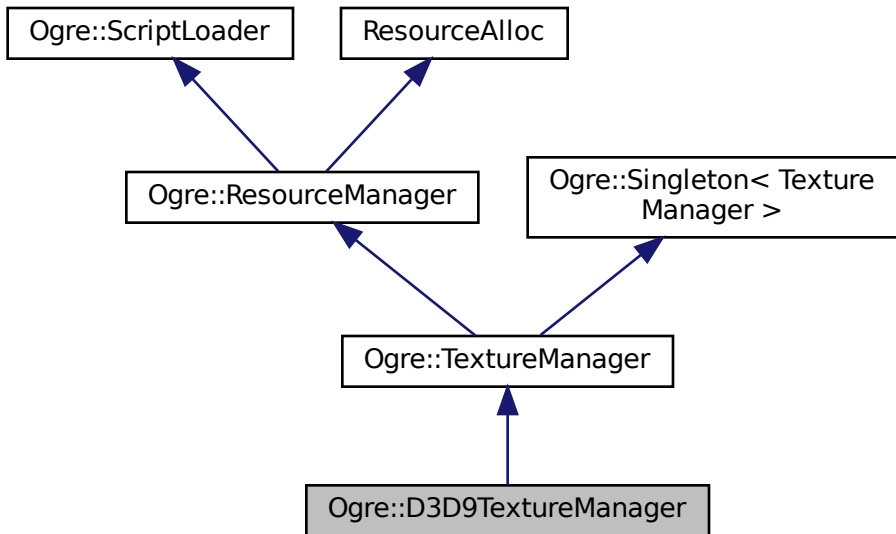 Ogre::ScriptLoader
ResourceAlloc
Ogre::ResourceManager
Ogre::Singleton< Texture
Manager >
Ogre::TextureManager
Ogre::D3D9TextureManager